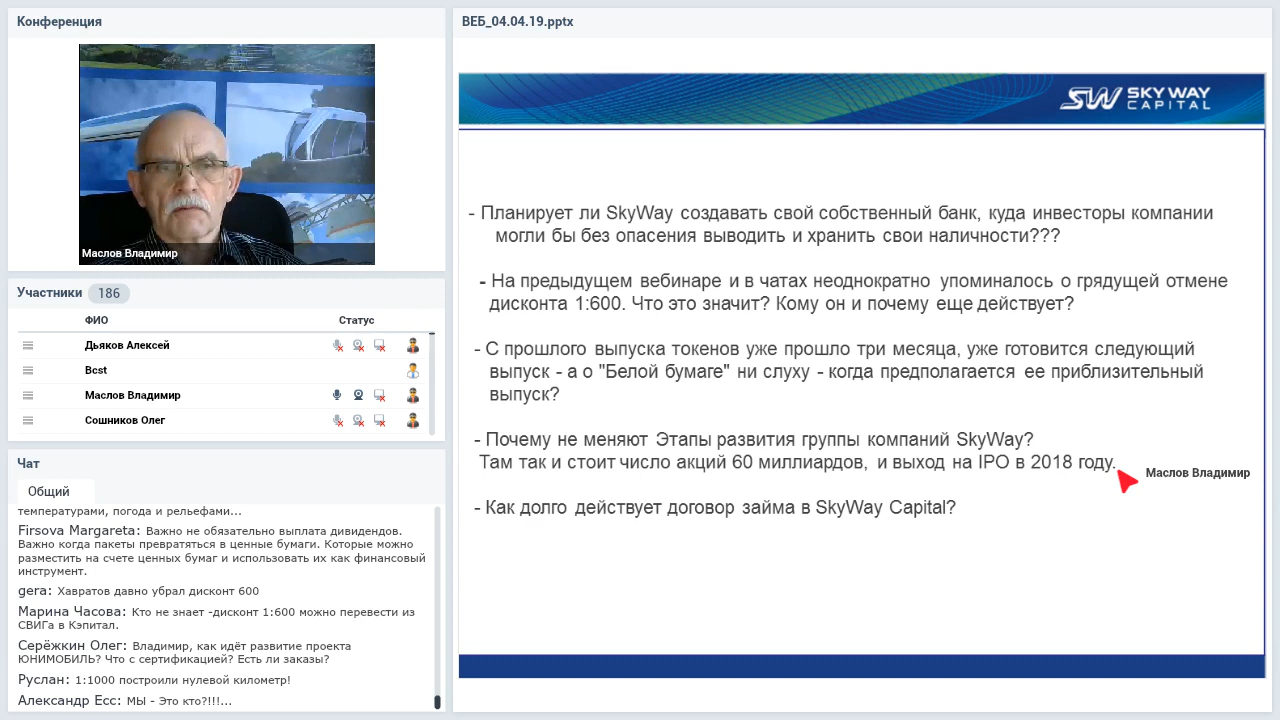 Конференция
Маслов Владимир
Участники 186
ФИО Статус
Дьяков Алексей
Bcst
Маслов Владимир
Сошников Олег
Чат
Общий
температурами, погода и рельефами...
Firsova Margareta: Важно не обязательно выплата дивидендов.
Важно когда пакеты превратяться в ценные бумаги. Которые можно
разместить на счете ценных бумаг и использовать их как финансовый
инструмент.
gera: Хавратов давно убрал дисконт 600
Марина Часова: Кто не знает -дисконт 1:600 можно перевести из
СВИГа в Кэпитал.
Серёжкин Олег: Владимир, как идёт развитие проекта
ЮНИМОБИЛЬ? Что с сертификацией? Есть ли заказы?
Руслан: 1:1000 построили нулевой километр!
Александр Есс: МЫ - Это кто?!!!...
ВЕБ_04.04.19.pptx
SW SKY WAY
CAPITAL
- Планирует ли SkyWay создавать свой собственный банк, куда инвесторы компании
могли бы без опасения выводить и хранить свои наличности???
- На предыдущем вебинаре и в чатах неоднократно упоминалось о грядущей отмене
дисконта 1:600. Что это значит? Кому он и почему еще действует?
- С прошлого выпуска токенов уже прошло три месяца, уже готовится следующий
выпуск - а о "Белой бумаге" ни слуху - когда предполагается ее приблизительный
выпуск?
- Почему не меняют Этапы развития группы компаний SkyWay?
Там так и стоит число акций 60 миллиардов, и выход на IPO в 2018 году.
Маслов Владимир
- Как долго действует договор займа в SkyWay Capital?